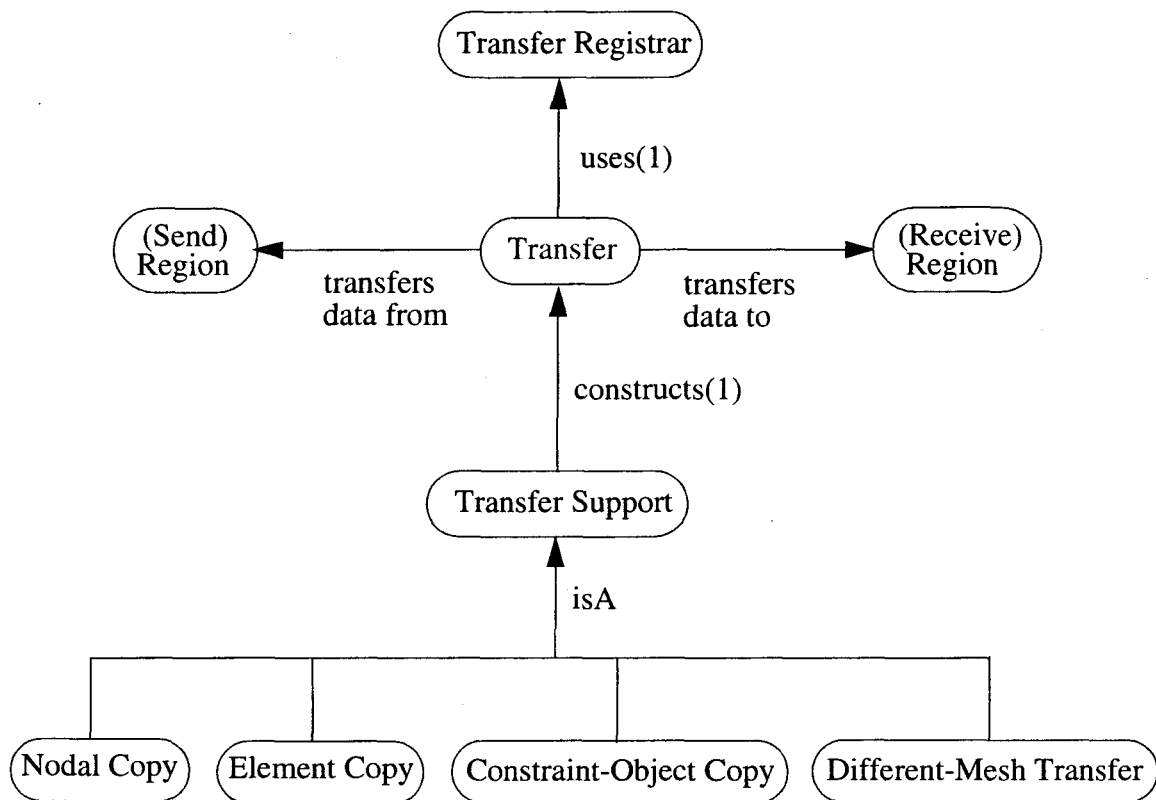 Transfer Registrar
uses(1)
(Send)
Region
Transfer
(Receive)
Region
transfers
data from
transfers
data to
constructs(1)
Transfer Support
isA
Nodal Copy
Element Copy
Constraint-Object Copy
Different-Mesh Transfer